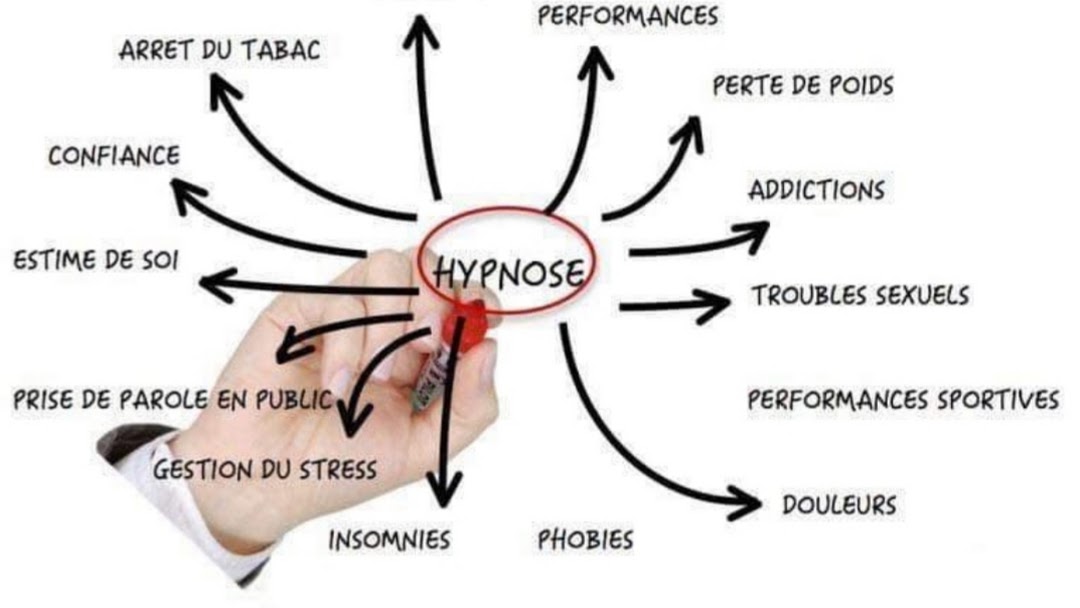 PERFORMANCES
ARRET DU TABAC
PERTE DE POIDS
CONFIANCE
ADDICTIONS
ESTIME DE SOI
HYPNOSE
TROUBLES SEXUELS
PRISE DE PAROLE EN PUBLIC
PERFORMANCES SPORTIVES
GESTION DU STRESS
DOULEURS
INSOMNIES
PHOBIES